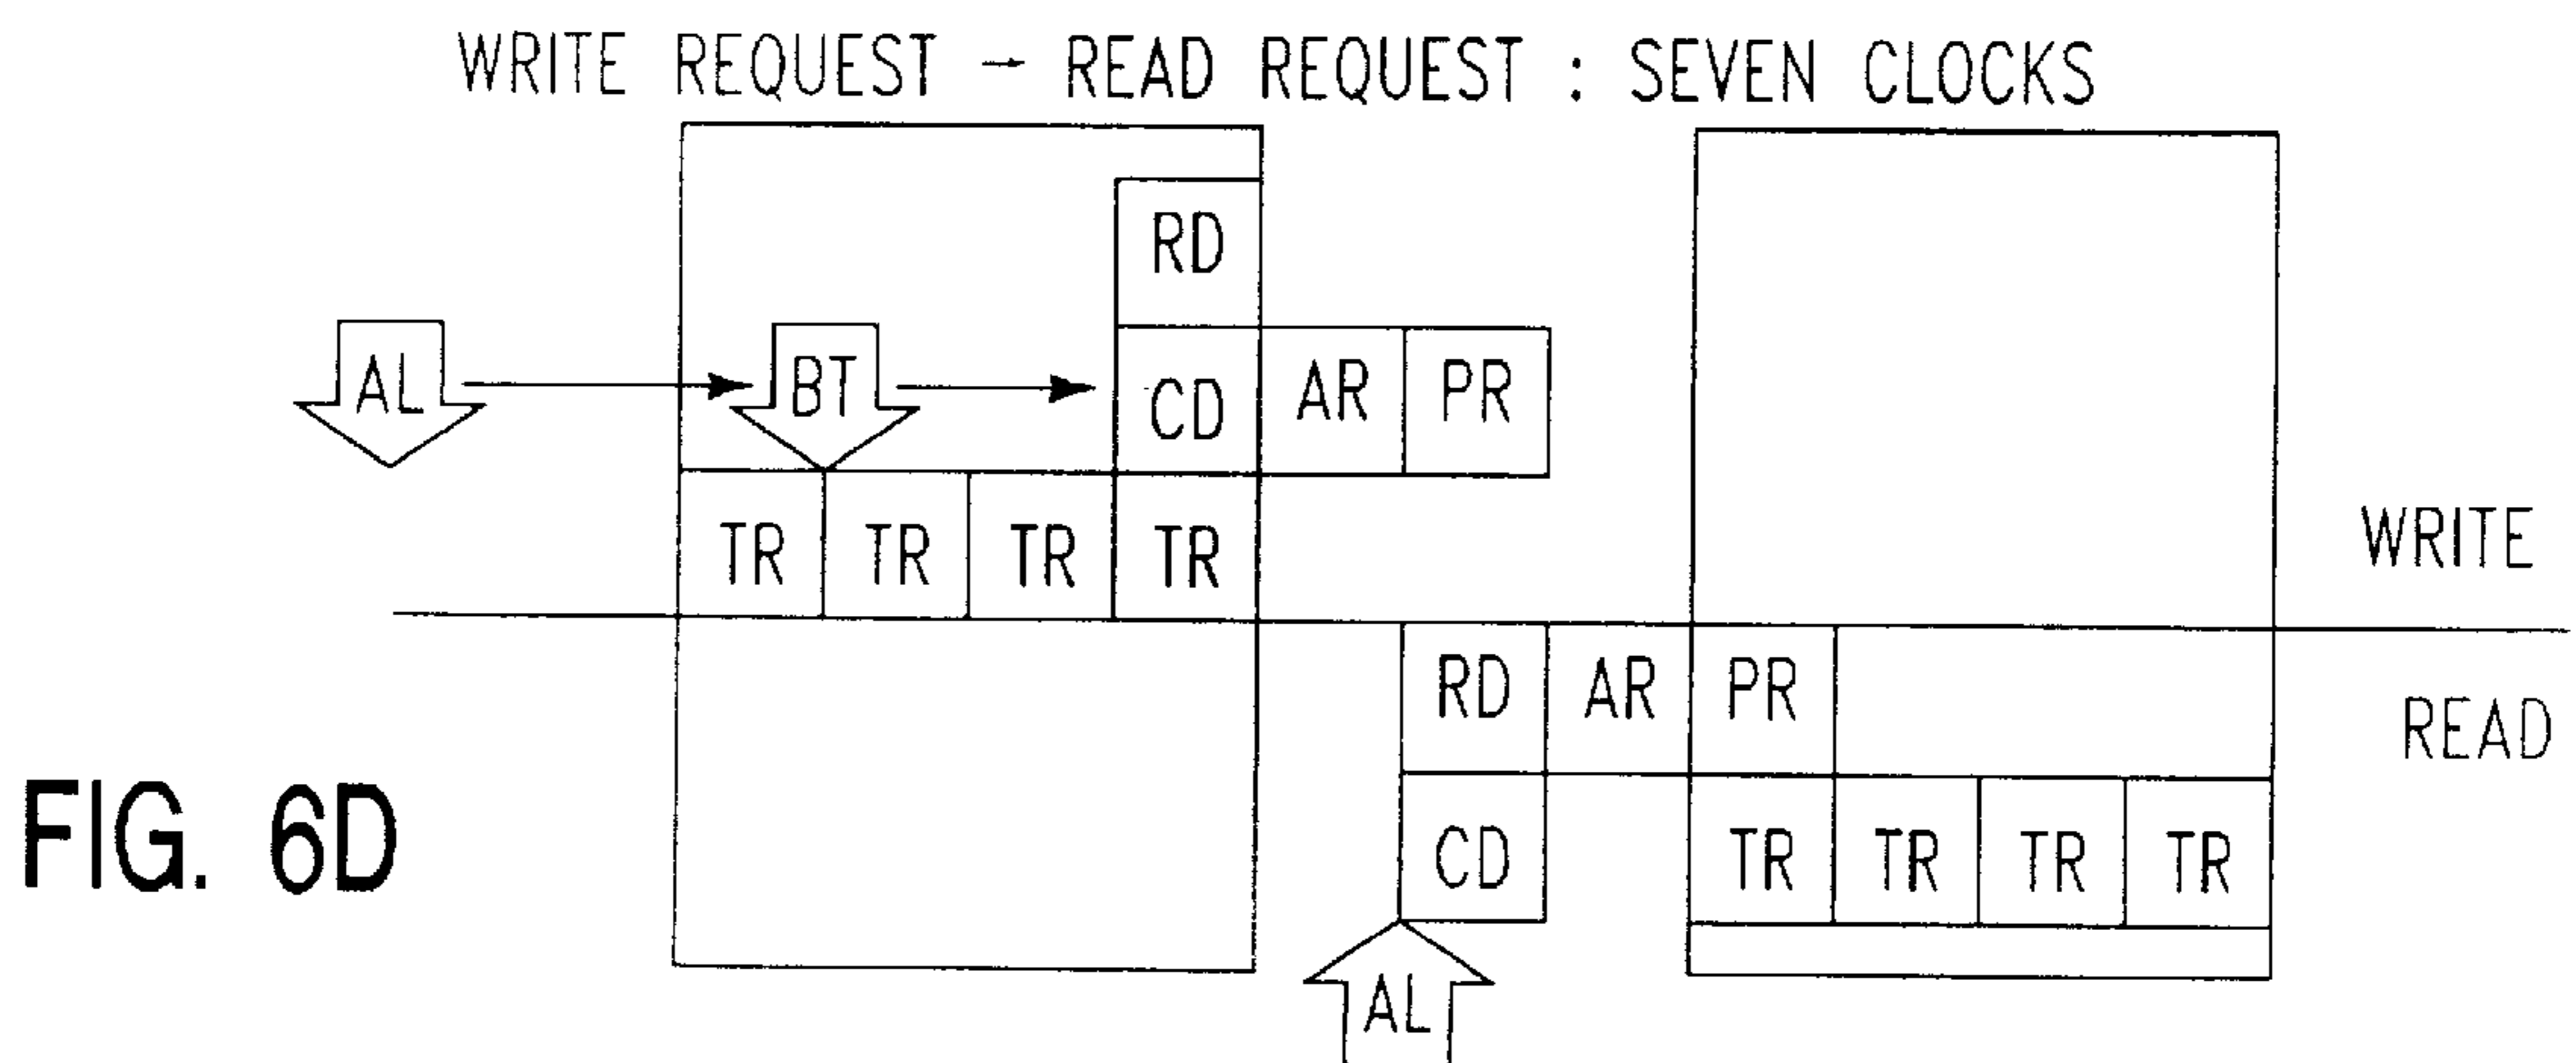 WRITE REQUEST → READ REQUEST : SEVEN CLOCKS
RD
AL BT CD AR PR
TR TR TR TR
WRITE
RD AR PR
READ
FIG. 6D
CD TR TR TR TR
AL